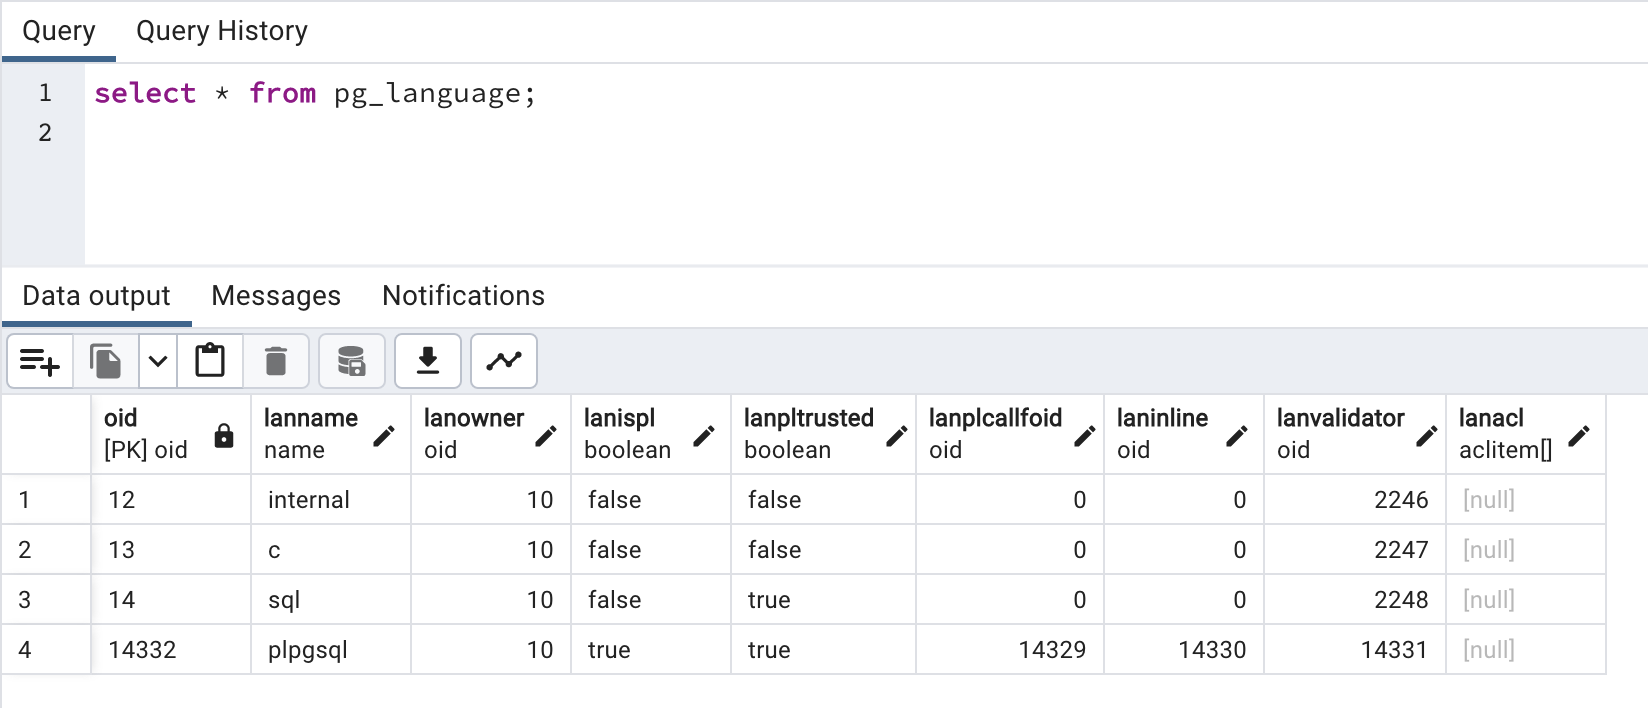 Query Query History
1 select * from pg_language;
2
Data output Messages Notifications
oid lanname lanowner lanispl lanpltrusted lanplcallfoid laninline lanvalidator lanacl
[PK] oid name oid boolean boolean oid oid oid aclitem[]
1 12 internal 10 false false 0 0 2246 [null]
2 13 c 10 false false 0 0 2247 [null]
3 14 sql 10 false true 0 0 2248 [null]
4 14332 plpgsql 10 true true 14329 14330 14331 [null]